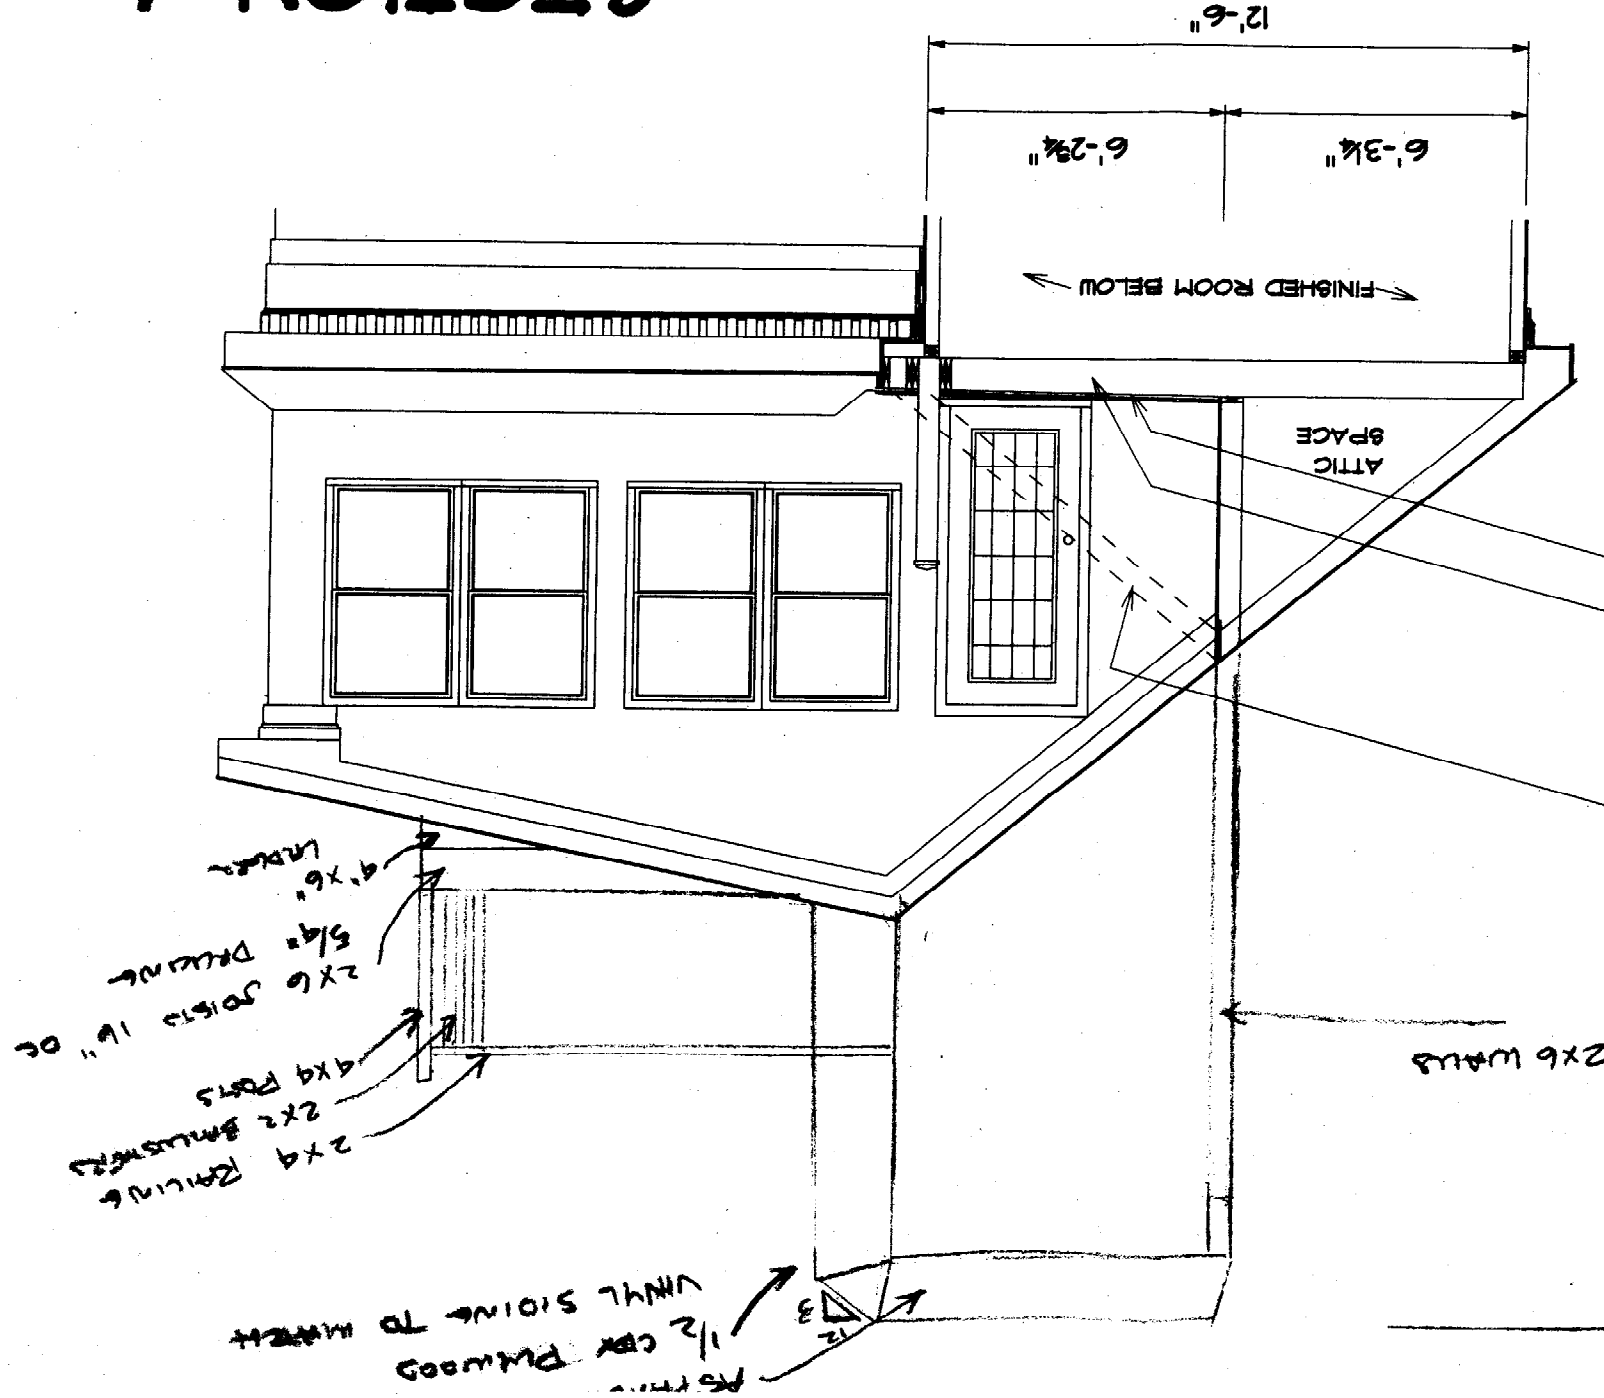 1/2 CDX PLYWOOD
VINYL SIDING TO MATCH
12
3
2X4 RAILING
2X2 BALUSTERS
4X4 POSTS
2X6 WALLS
2X6 JOISTS 16" OC
5/4" DECKING
4"X6"
ATTIC
SPACE
FINISHED ROOM BELOW
6'-3¼"
6'-2¾"
12'-6"